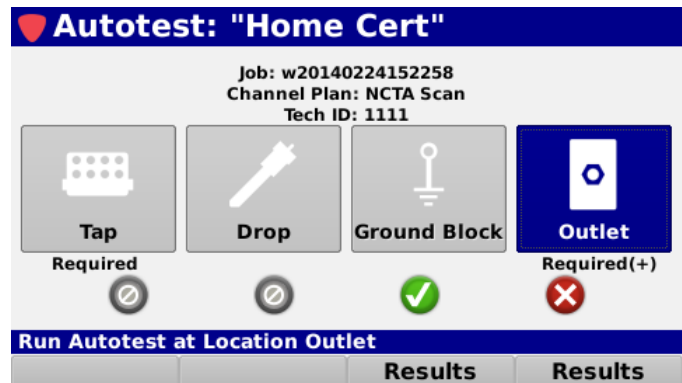 Autotest: "Home Cert"
Job: w20140224152258
Channel Plan: NCTA Scan
Tech ID: 1111
Tap Drop Ground Block Outlet
Required Required(+)
Run Autotest at Location Outlet
Results Results